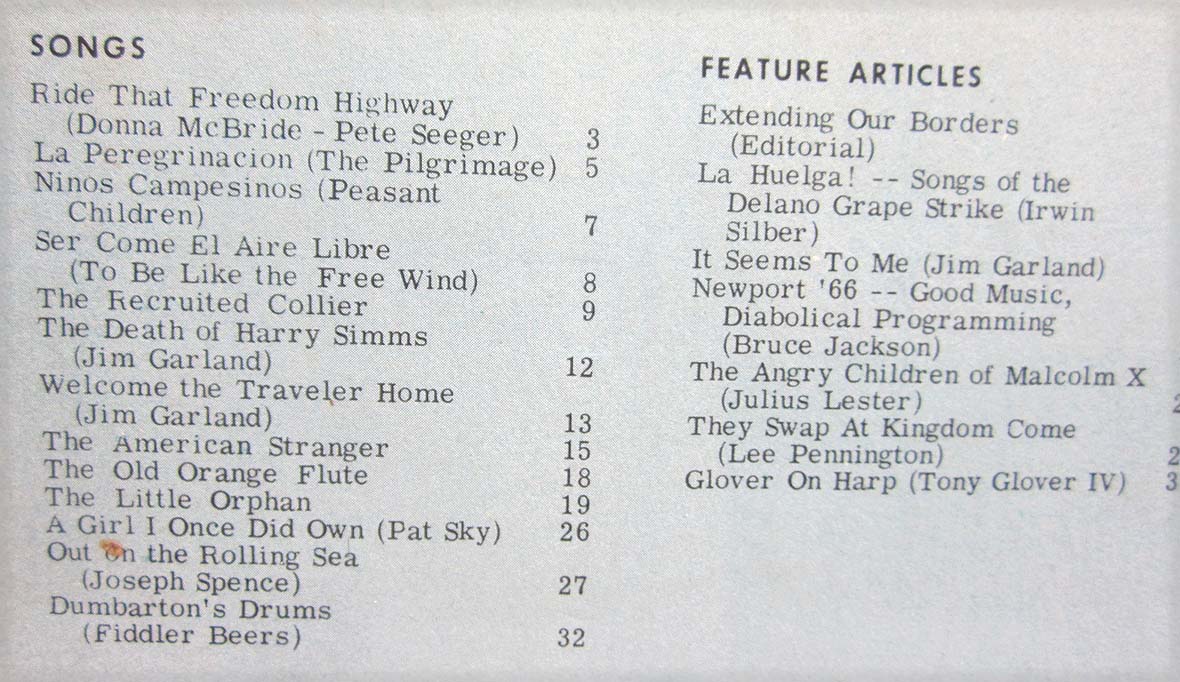 SONGS
Ride That Freedom Highway
(Donna McBride - Pete Seeger) 3
La Peregrinacion (The Pilgrimage) 5
Ninos Campesinos (Peasant
Children) 7
Ser Come El Aire Libre
(To Be Like the Free Wind) 8
The Recruited Collier 9
The Death of Harry Simms
(Jim Garland) 12
Welcome the Traveler Home
(Jim Garland) 13
The American Stranger 15
The Old Orange Flute 18
The Little Orphan 19
A Girl I Once Did Own (Pat Sky) 26
Out on the Rolling Sea
(Joseph Spence) 27
Dumbarton's Drums
(Fiddler Beers) 32
FEATURE ARTICLES
Extending Our Borders
(Editorial)
La Huelga! -- Songs of the
Delano Grape Strike (Irwin
Silber)
It Seems To Me (Jim Garland)
Newport '66 -- Good Music,
Diabolical Programming
(Bruce Jackson)
The Angry Children of Malcolm X
(Julius Lester)
They Swap At Kingdom Come
(Lee Pennington)
Glover On Harp (Tony Glover IV)